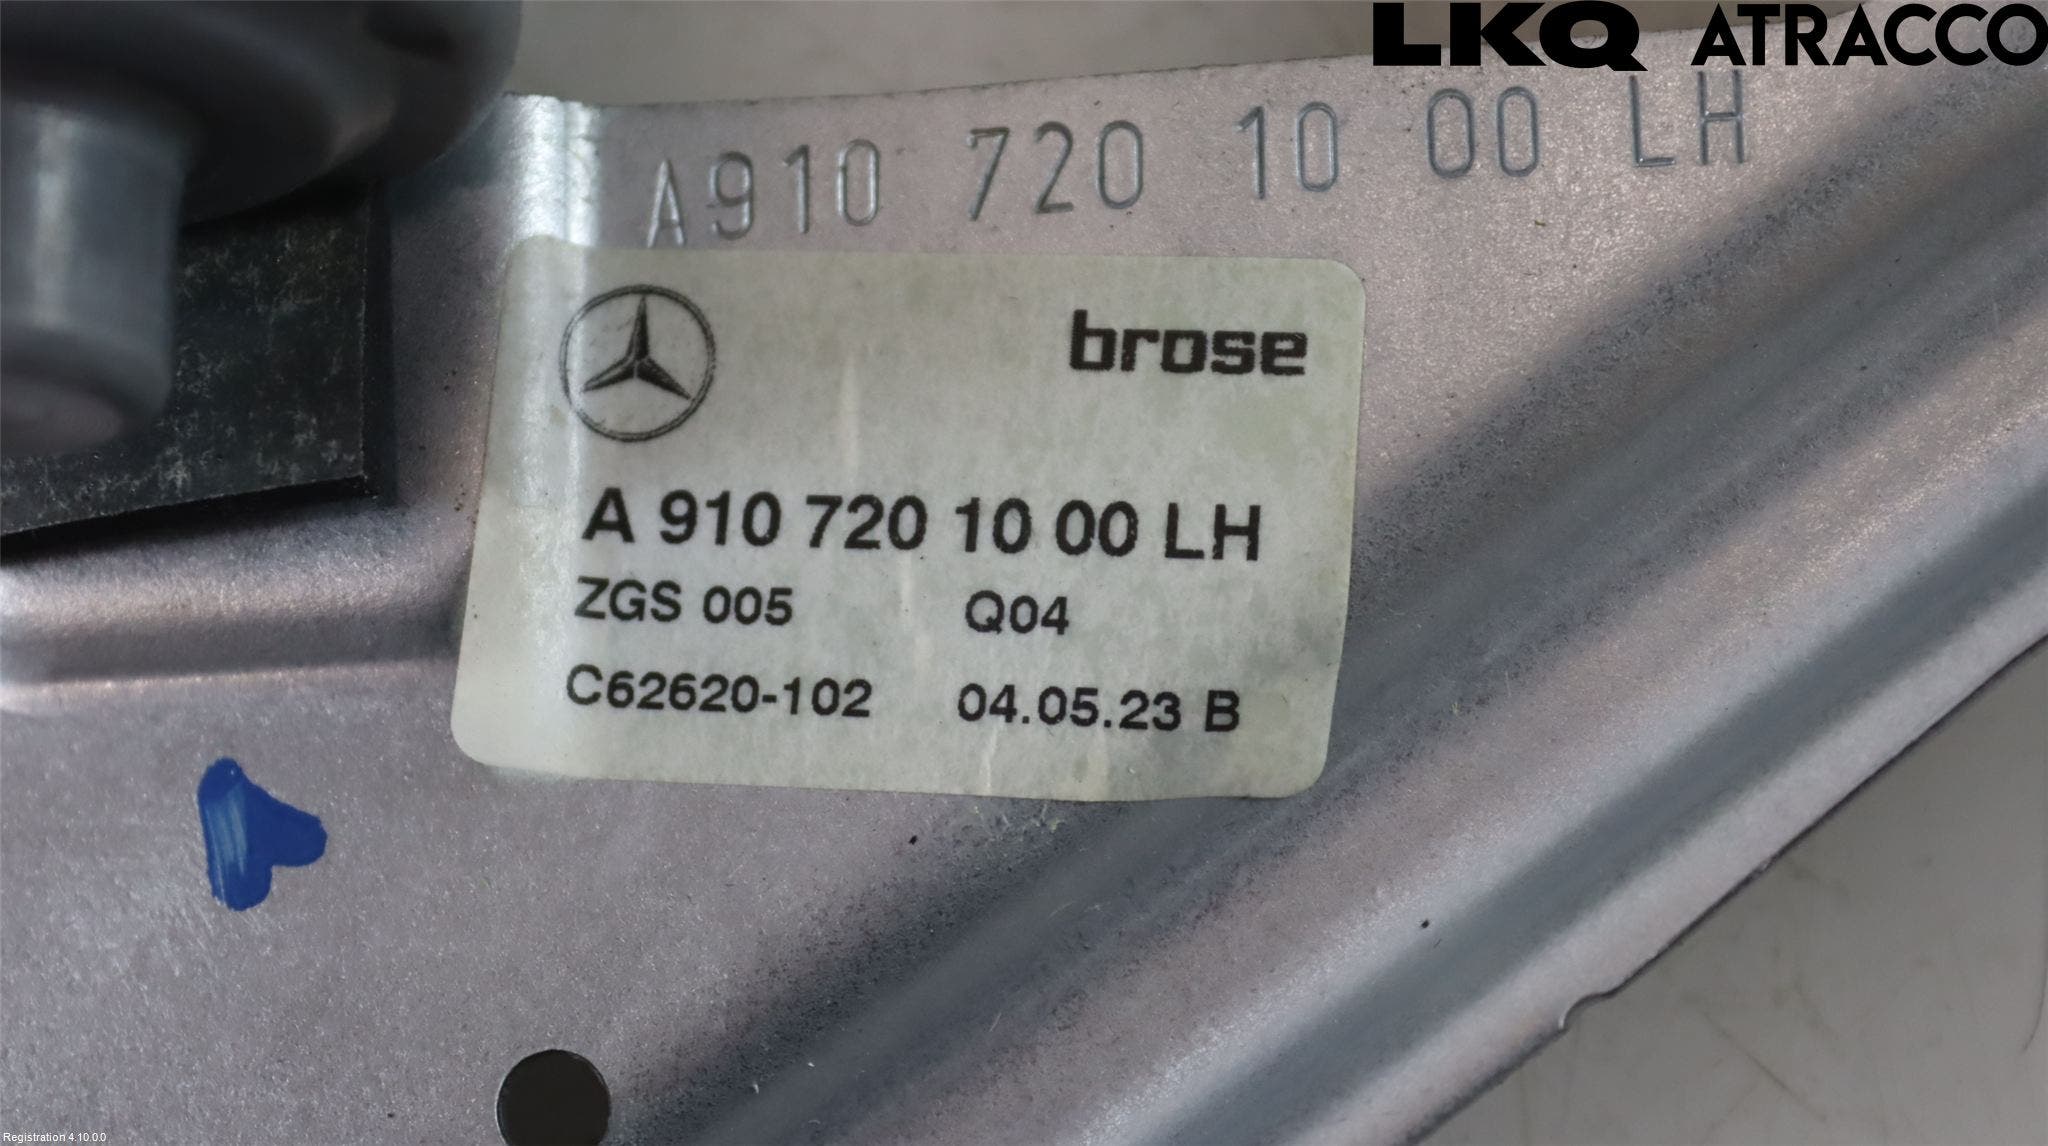 LKQ ATRACCO
A910 720 10 00 LH
brose
A 910 720 10 00 LH
ZGS 005 Q04
C62620-102 04.05.23 B
Registration 4.10.0.0